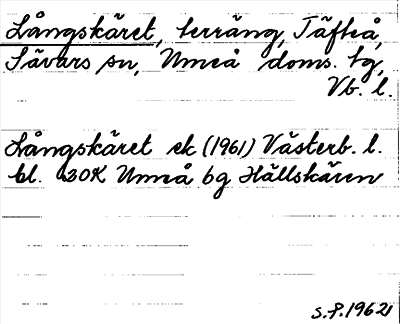 Långskäret, terräng, Täfteå,
Sävars sn, Umeå doms. tg,
Vb. l.
Långskäret ek (1961) Västerb. l.
bl. 20K Umeå bg Hällskären
S.P. 1962